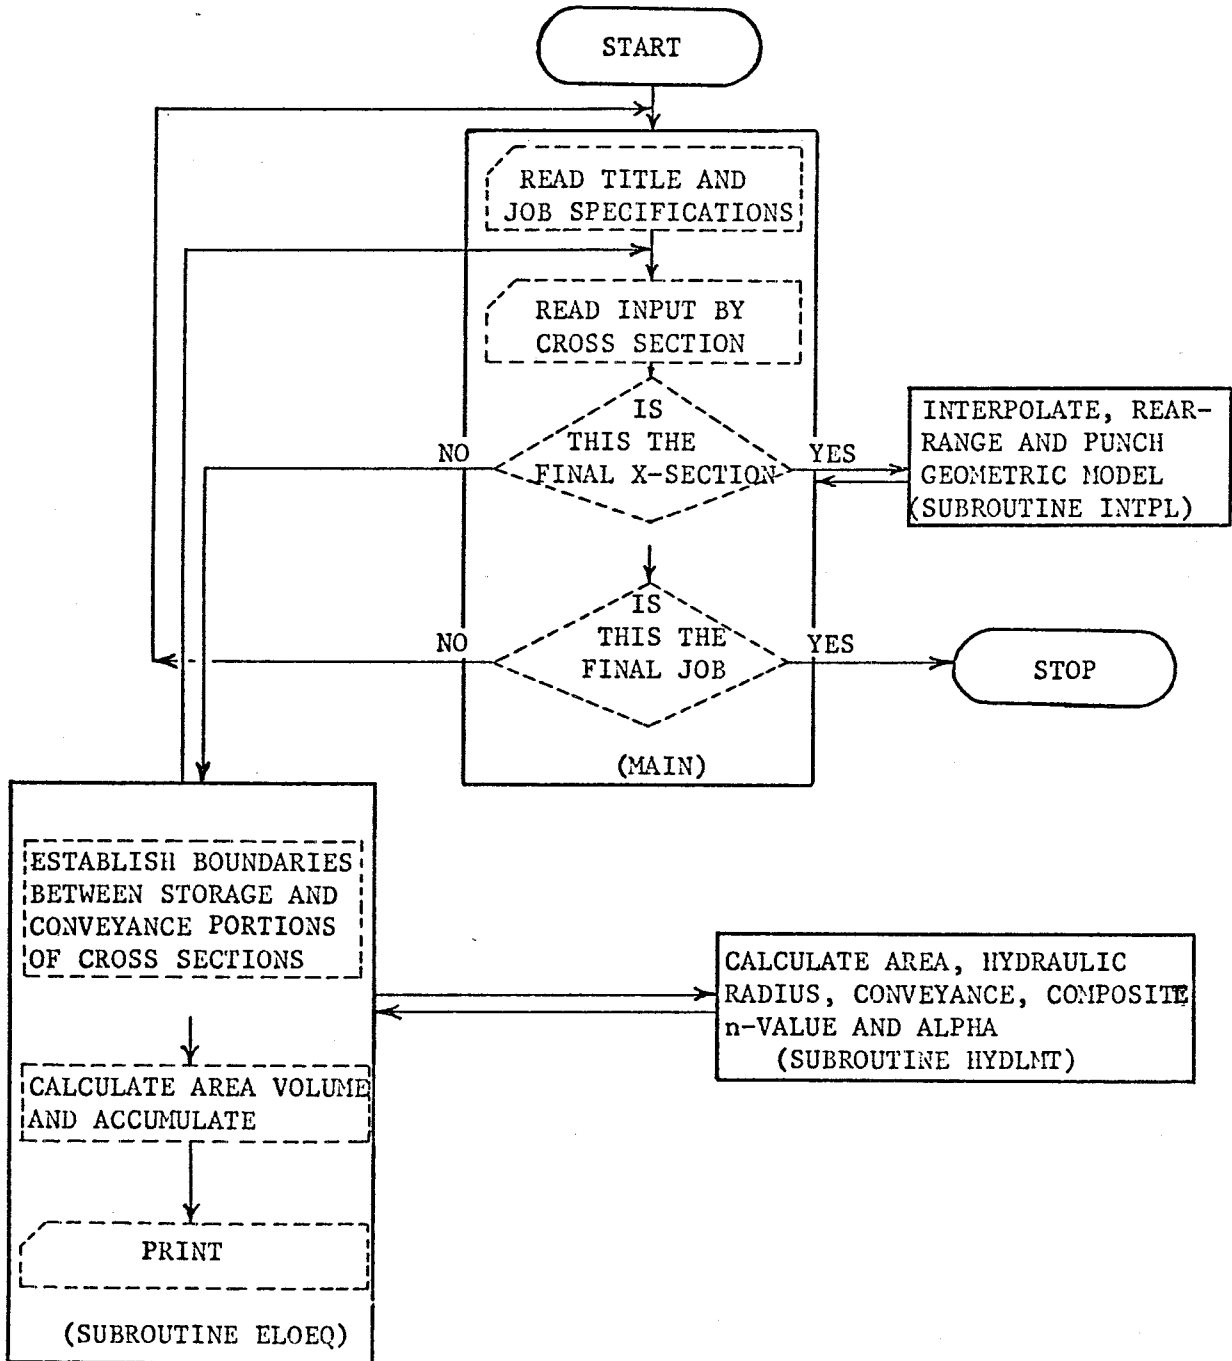 START
READ TITLE AND
JOB SPECIFICATIONS
READ INPUT BY
CROSS SECTION
IS
THIS THE
FINAL X-SECTION
NO
YES
INTERPOLATE, REAR-
RANGE AND PUNCH
GEOMETRIC MODEL
(SUBROUTINE INTPL)
IS
THIS THE
FINAL JOB
NO
YES
STOP
(MAIN)
ESTABLISH BOUNDARIES
BETWEEN STORAGE AND
CONVEYANCE PORTIONS
OF CROSS SECTIONS
CALCULATE AREA, HYDRAULIC
RADIUS, CONVEYANCE, COMPOSITE
n-VALUE AND ALPHA
(SUBROUTINE HYDLMT)
CALCULATE AREA VOLUME
AND ACCUMULATE
PRINT
(SUBROUTINE ELOEQ)